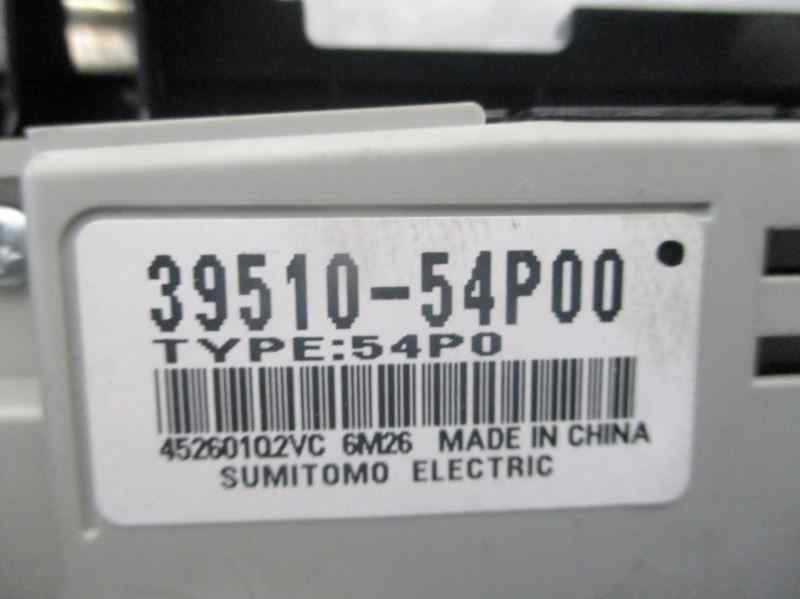 39510-54P00
TYPE:54P0
45260102VC 6M26 MADE IN CHINA
SUMITOMO ELECTRIC